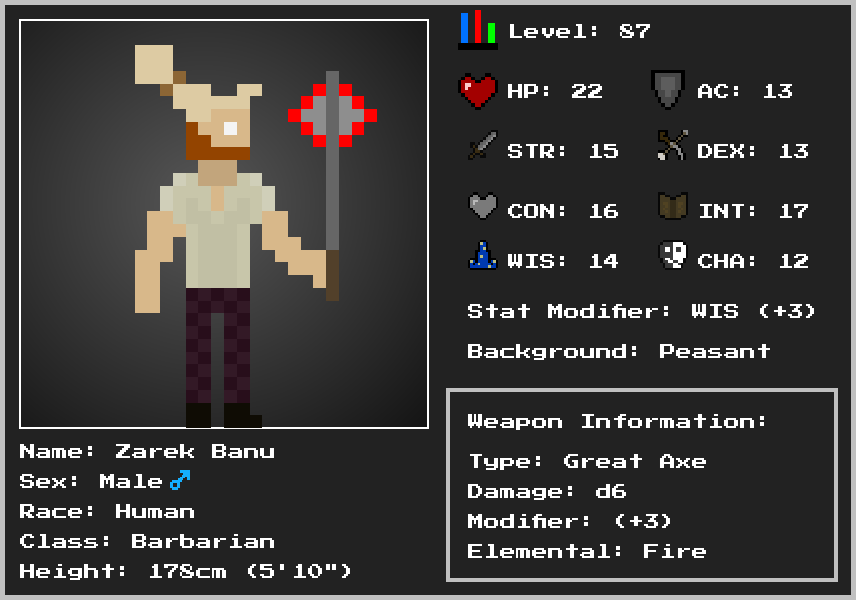 Level: 87
HP: 22 AC: 13
STR: 15 DEX: 13
CON: 16 INT: 17
WIS: 14 CHA: 12
Stat Modifier: WIS (+3)
Background: Peasant
Name: Zarek Banu
Sex: Male♂
Race: Human
Class: Barbarian
Height: 178cm (5'10")
Weapon Information:
Type: Great Axe
Damage: d6
Modifier: (+3)
Elemental: Fire